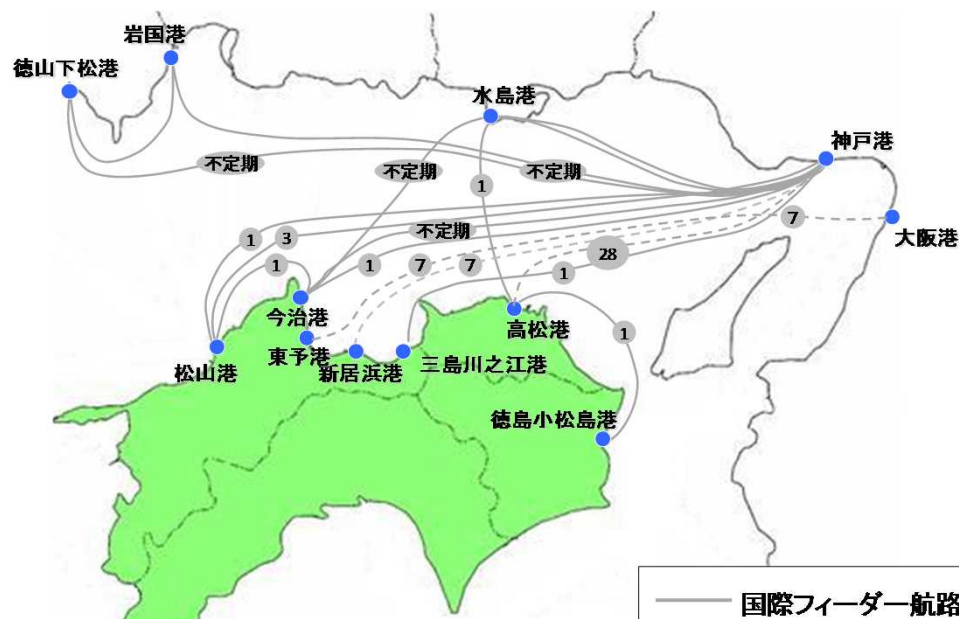 岩国港
徳山下松港
水島港
神戸港
不定期
不定期
不定期
1
7
大阪港
1
3
不定期
28
1
1
7
7
1
今治港
高松港
1
東予港
松山港
新居浜港
三島川之江港
徳島小松島港
国際フィーダー航路